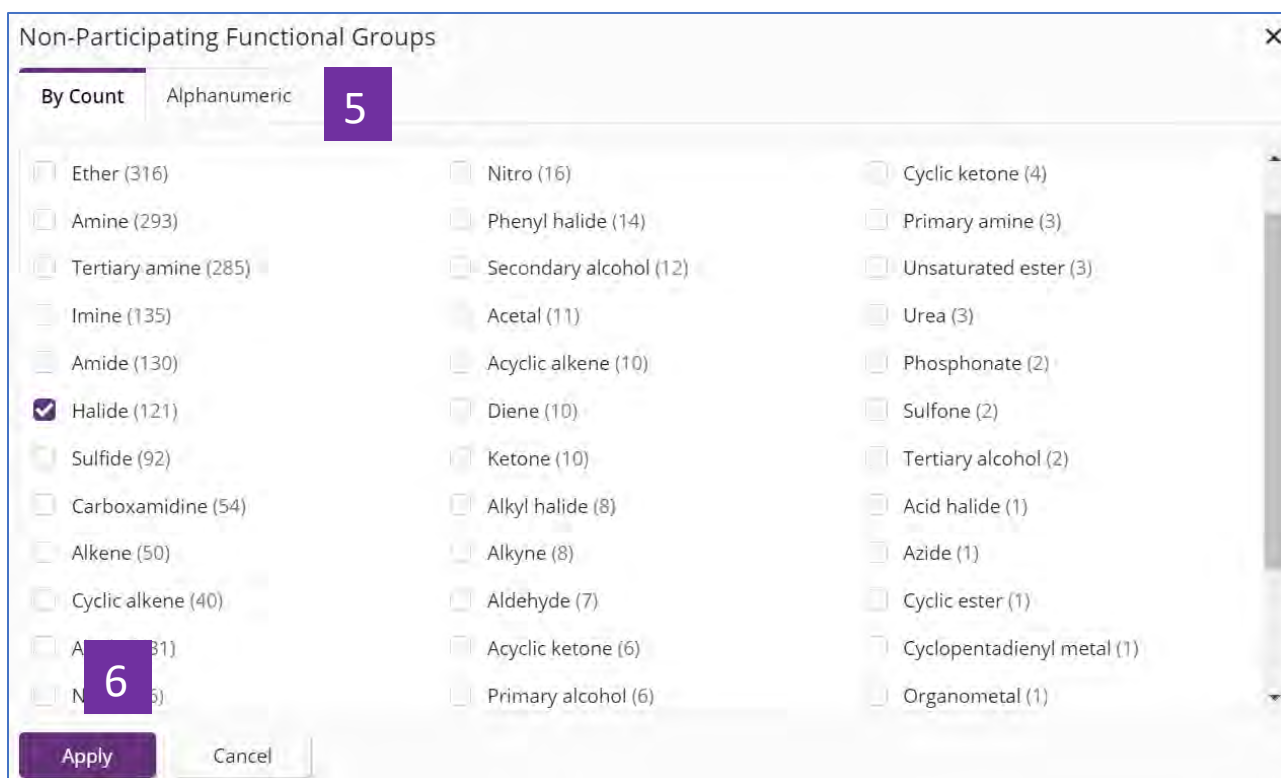 Non-Participating Functional Groups
By Count
Alphanumeric
5
Ether (316)
Amine (293)
Tertiary amine (285)
Imine (135)
Amide (130)
Halide (121)
Sulfide (92)
Carboxamidine (54)
Alkene (50)
Cyclic alkene (40)
6
Nitro (16)
Phenyl halide (14)
Secondary alcohol (12)
Acetal (11)
Acyclic alkene (10)
Diene (10)
Ketone (10)
Alkyl halide (8)
Alkyne (8)
Aldehyde (7)
Acyclic ketone (6)
Primary alcohol (6)
Cyclic ketone (4)
Primary amine (3)
Unsaturated ester (3)
Urea (3)
Phosphonate (2)
Sulfone (2)
Tertiary alcohol (2)
Acid halide (1)
Azide (1)
Cyclic ester (1)
Cyclopentadienyl metal (1)
Organometal (1)
Apply
Cancel